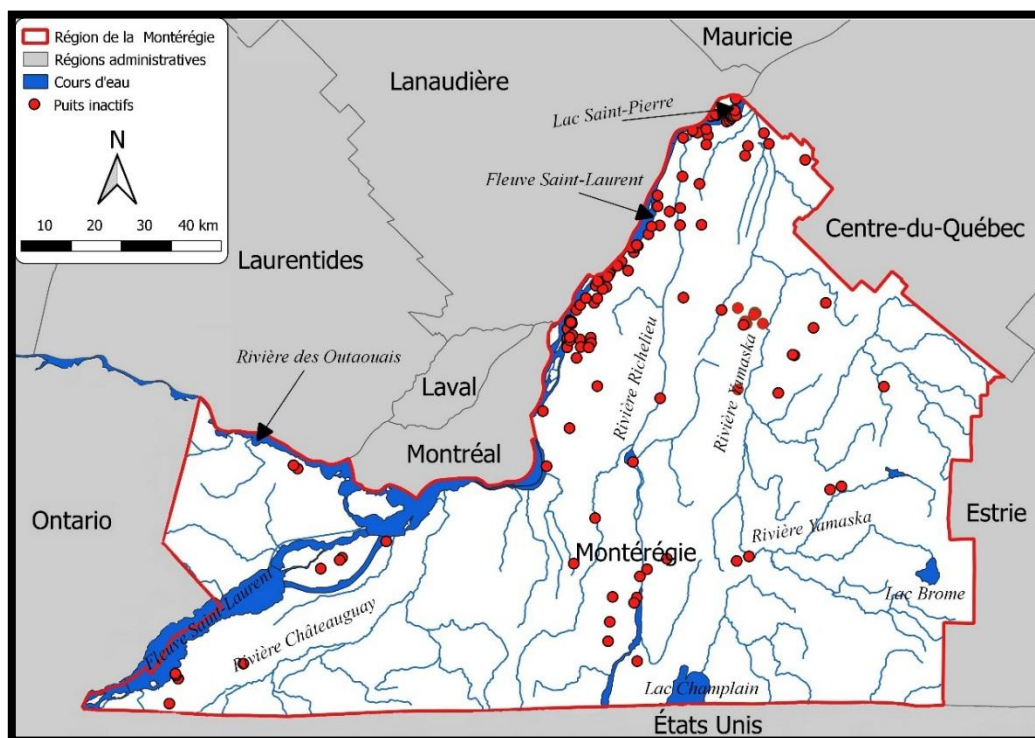 Région de la Montérégie
Régions administratives
Cours d'eau
Puits inactifs
N
10 20 30 40 km
Mauricie
Lanaudière
Lac Saint-Pierre
Fleuve Saint-Laurent
Centre-du-Québec
Laurentides
Rivière des Outaouais
Laval
Rivière Richelieu
Rivière Yamaska
Montréal
Ontario
Estrie
Rivière Yamaska
Montérégie
Lac Brome
Fleuve Saint-Laurent
Rivière Châteauguay
Lac Champlain
États Unis